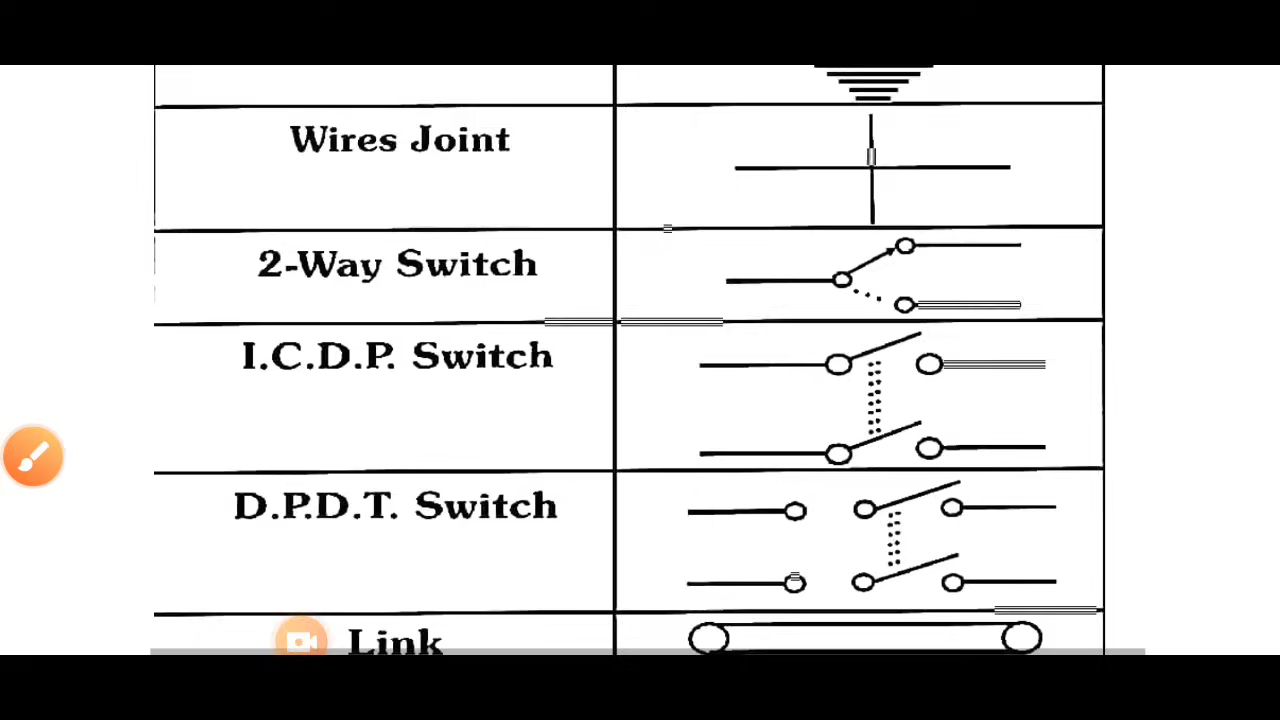 Wires Joint
2-Way Switch
I.C.D.P. Switch
D.P.D.T. Switch
Link